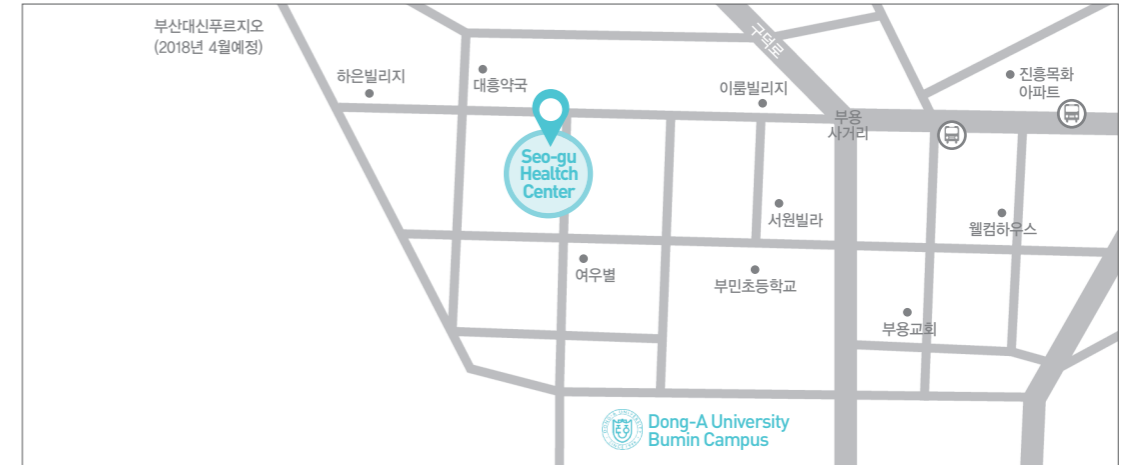 부산대신푸르지오
(2018년 4월예정)
구덕로
하은빌리지
대흥약국
이룸빌리지
진흥목화
아파트
부용
사거리
Seo-gu
Healtch
Center
서원빌라
웰컴하우스
여우별
부민초등학교
부용교회
Dong-A University
Bumin Campus